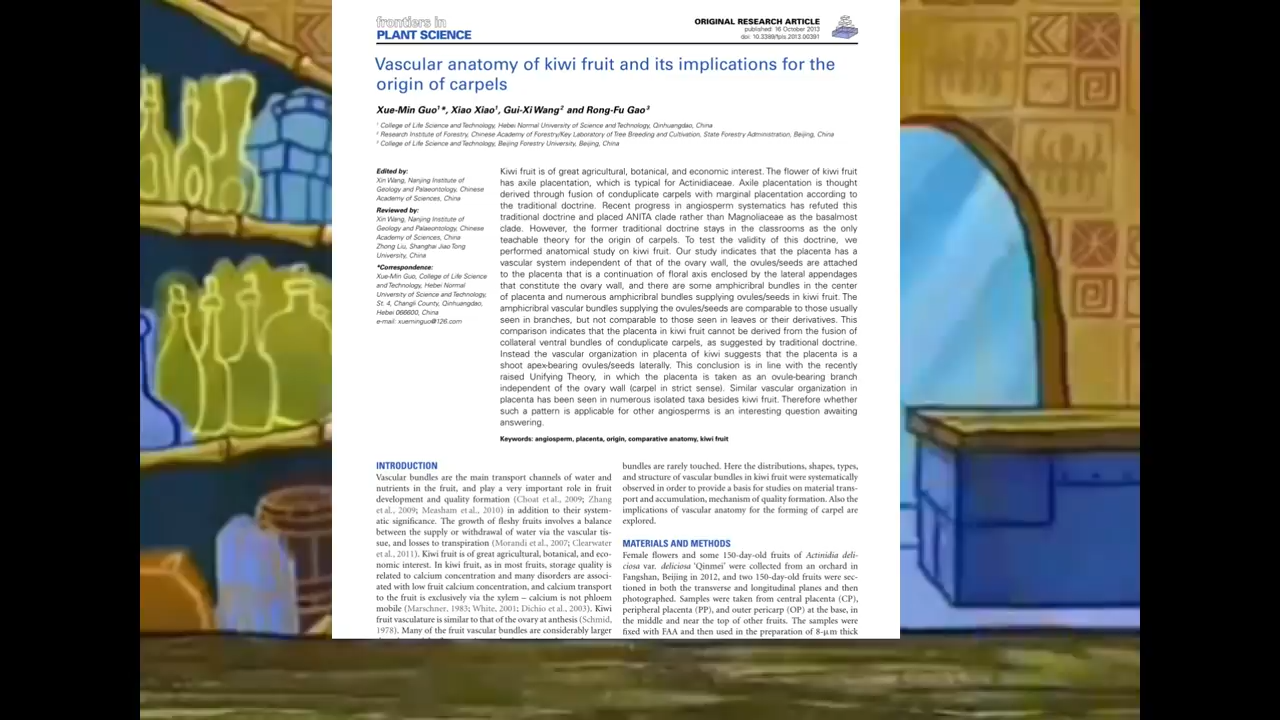 frontiers in
PLANT SCIENCE
ORIGINAL RESEARCH ARTICLE
published: 16 October 2013
doi: 10.3389/fpls.2013.00391
Vascular anatomy of kiwi fruit and its implications for the
origin of carpels
Xue-Min Guo1*, Xiao Xiao1, Gui-Xi Wang2 and Rong-Fu Gao3
1 College of Life Science and Technology, Hebei Normal University of Science and Technology, Qinhuangdao, China
2 Research Institute of Forestry, Chinese Academy of Forestry/Key Laboratory of Tree Breeding and Cultivation, State Forestry Administration, Beijing, China
3 College of Life Science and Technology, Beijing Forestry University, Beijing, China
Edited by:
Xin Wang, Nanjing Institute of
Geology and Palaeontology, Chinese
Academy of Sciences, China
Reviewed by:
Xin Wang, Nanjing Institute of
Geology and Palaeontology, Chinese
Academy of Sciences, China
Zhong Liu, Shanghai Jiao Tong
University, China
*Correspondence:
Xue-Min Guo, College of Life Science
and Technology, Hebei Normal
University of Science and Technology,
St. 4, Changli County, Qinhuangdao,
Hebei 066600, China
e-mail: xueminguo@126.com
Kiwi fruit is of great agricultural, botanical, and economic interest. The flower of kiwi fruit
has axile placentation, which is typical for Actinidiaceae. Axile placentation is thought
derived through fusion of conduplicate carpels with marginal placentation according to
the traditional doctrine. Recent progress in angiosperm systematics has refuted this
traditional doctrine and placed ANITA clade rather than Magnoliaceae as the basalmost
clade. However, the former traditional doctrine stays in the classrooms as the only
teachable theory for the origin of carpels. To test the validity of this doctrine, we
performed anatomical study on kiwi fruit. Our study indicates that the placenta has a
vascular system independent of that of the ovary wall, the ovules/seeds are attached
to the placenta that is a continuation of floral axis enclosed by the lateral appendages
that constitute the ovary wall, and there are some amphicribral bundles in the center
of placenta and numerous amphicribral bundles supplying ovules/seeds in kiwi fruit. The
amphicribral vascular bundles supplying the ovules/seeds are comparable to those usually
seen in branches, but not comparable to those seen in leaves or their derivatives. This
comparison indicates that the placenta in kiwi fruit cannot be derived from the fusion of
collateral ventral bundles of conduplicate carpels, as suggested by traditional doctrine.
Instead the vascular organization in placenta of kiwi suggests that the placenta is a
shoot apex-bearing ovules/seeds laterally. This conclusion is in line with the recently
raised Unifying Theory, in which the placenta is taken as an ovule-bearing branch
independent of the ovary wall (carpel in strict sense). Similar vascular organization in
placenta has been seen in numerous isolated taxa besides kiwi fruit. Therefore whether
such a pattern is applicable for other angiosperms is an interesting question awaiting
answering.
Keywords: angiosperm, placenta, origin, comparative anatomy, kiwi fruit
INTRODUCTION
Vascular bundles are the main transport channels of water and
nutrients in the fruit, and play a very important role in fruit
development and quality formation (Choat et al., 2009; Zhang
et al., 2009; Measham et al., 2010) in addition to their system-
atic significance. The growth of fleshy fruits involves a balance
between the supply or withdrawal of water via the vascular tis-
sue, and losses to transpiration (Morandi et al., 2007; Clearwater
et al., 2011). Kiwi fruit is of great agricultural, botanical, and eco-
nomic interest. In kiwi fruit, as in most fruits, storage quality is
related to calcium concentration and many disorders are associ-
ated with low fruit calcium concentration, and calcium transport
to the fruit is exclusively via the xylem – calcium is not phloem
mobile (Marschner, 1983; White, 2001; Dichio et al., 2003). Kiwi
fruit vasculature is similar to that of the ovary at anthesis (Schmid,
1978). Many of the fruit vascular bundles are considerably larger
bundles are rarely touched. Here the distributions, shapes, types,
and structure of vascular bundles in kiwi fruit were systematically
observed in order to provide a basis for studies on material trans-
port and accumulation, mechanism of quality formation. Also the
implications of vascular anatomy for the forming of carpel are
explored.
MATERIALS AND METHODS
Female flowers and some 150-day-old fruits of Actinidia deli-
ciosa var. deliciosa 'Qinmei' were collected from an orchard in
Fangshan, Beijing in 2012, and two 150-day-old fruits were sec-
tioned in both the transverse and longitudinal planes and then
photographed. Samples were taken from central placenta (CP),
peripheral placenta (PP), and outer pericarp (OP) at the base, in
the middle and near the top of other fruits. The samples were
fixed with FAA and then used in the preparation of 8-μm thick